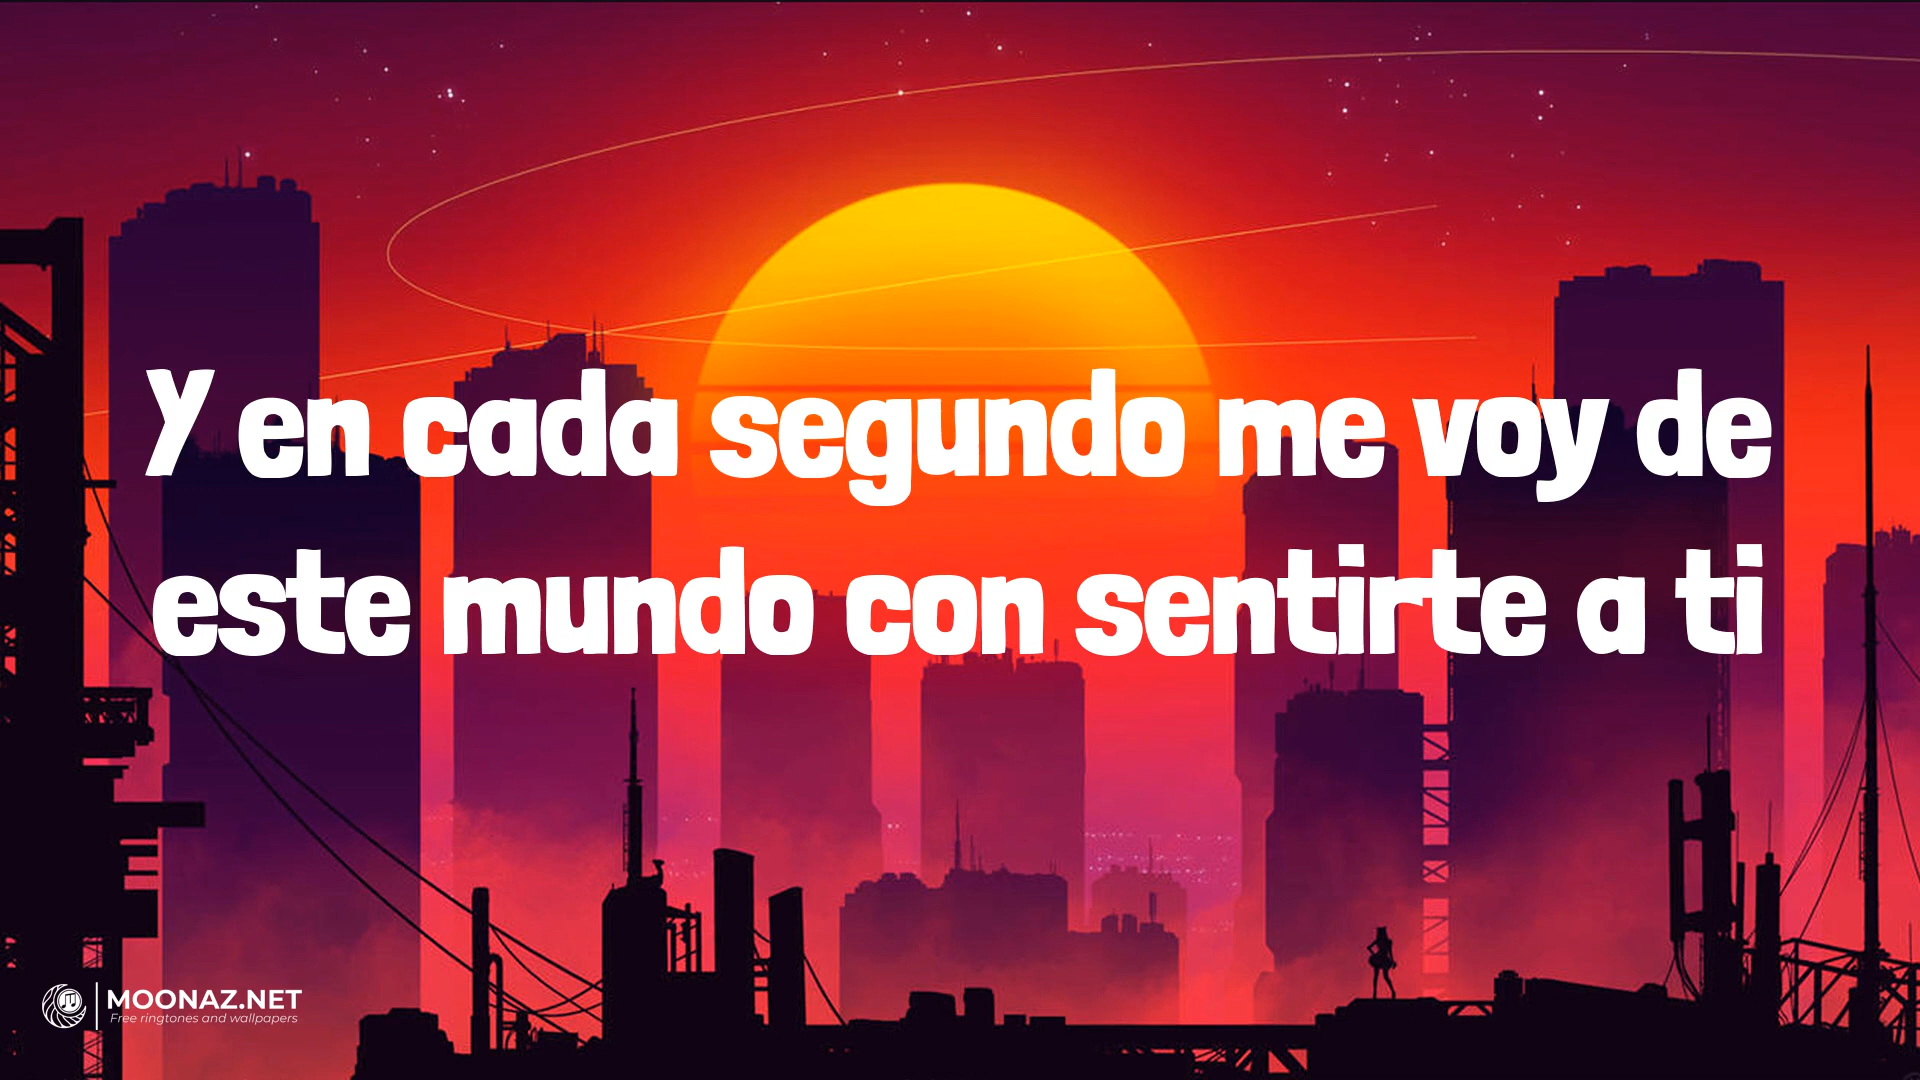 Y en cada segundo me voy de
este mundo con sentirte a ti
MOONAZ.NET
Free ringtones and wallpapers